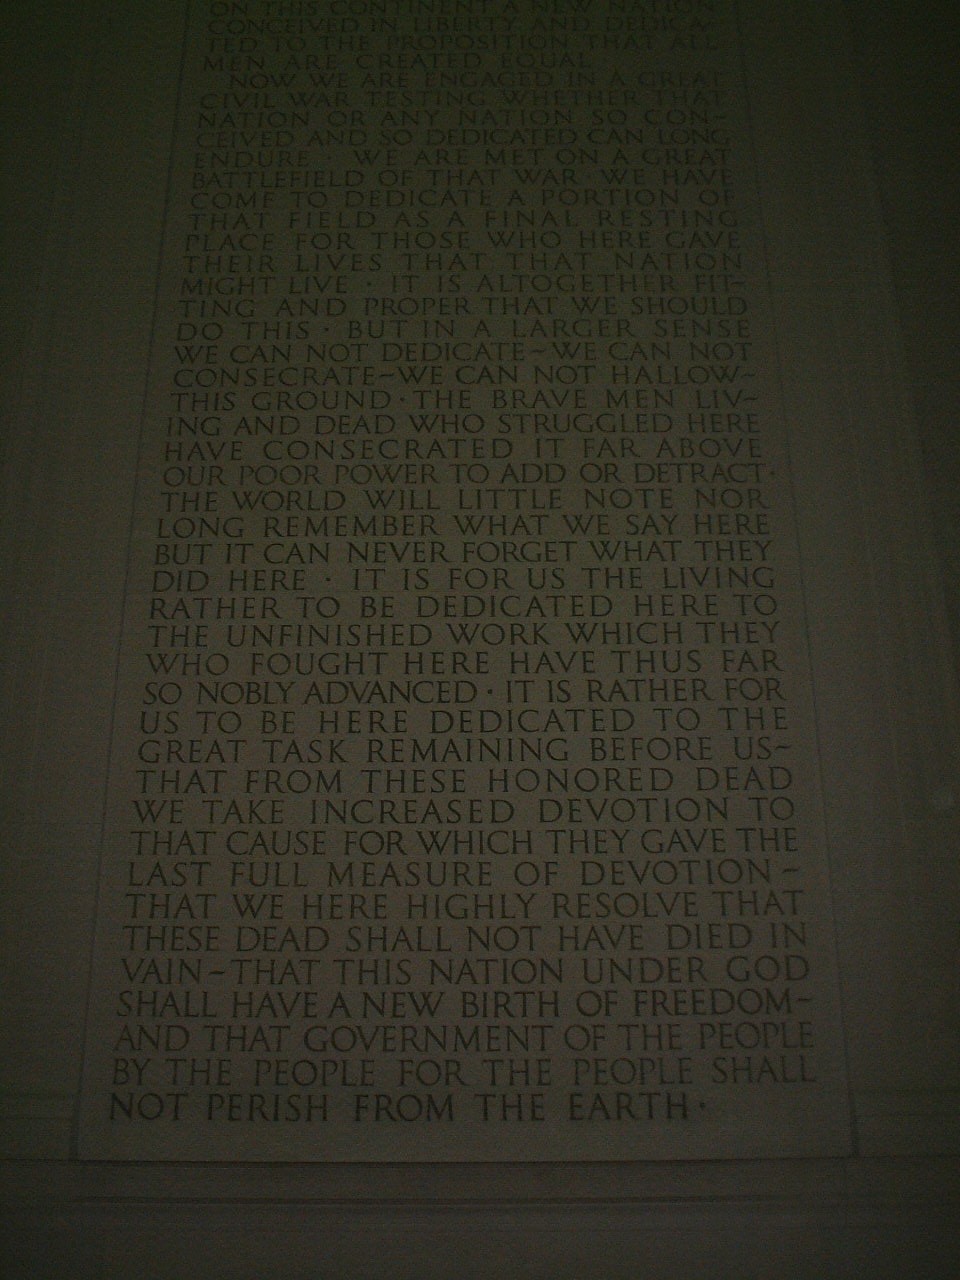 ON THIS CONTINENT A NEW NATION
CONCEIVED IN LIBERTY AND DEDICA-
TED TO THE PROPOSITION THAT ALL
MEN ARE CREATED EQUAL
NOW WE ARE ENGAGED IN A GREAT
CIVIL WAR TESTING WHETHER THAT
NATION OR ANY NATION SO CON-
CEIVED AND SO DEDICATED CAN LONG
ENDURE · WE ARE MET ON A GREAT
BATTLEFIELD OF THAT WAR · WE HAVE
COME TO DEDICATE A PORTION OF
THAT FIELD AS A FINAL RESTING
PLACE FOR THOSE WHO HERE GAVE
THEIR LIVES THAT THAT NATION
MIGHT LIVE · IT IS ALTOGETHER FIT-
TING AND PROPER THAT WE SHOULD
DO THIS · BUT IN A LARGER SENSE
WE CAN NOT DEDICATE~WE CAN NOT
CONSECRATE~WE CAN NOT HALLOW~
THIS GROUND · THE BRAVE MEN LIV~
ING AND DEAD WHO STRUGGLED HERE
HAVE CONSECRATED IT FAR ABOVE
OUR POOR POWER TO ADD OR DETRACT ·
THE WORLD WILL LITTLE NOTE NOR
LONG REMEMBER WHAT WE SAY HERE
BUT IT CAN NEVER FORGET WHAT THEY
DID HERE · IT IS FOR US THE LIVING
RATHER TO BE DEDICATED HERE TO
THE UNFINISHED WORK WHICH THEY
WHO FOUGHT HERE HAVE THUS FAR
SO NOBLY ADVANCED · IT IS RATHER FOR
US TO BE HERE DEDICATED TO THE
GREAT TASK REMAINING BEFORE US~
THAT FROM THESE HONORED DEAD
WE TAKE INCREASED DEVOTION TO
THAT CAUSE FOR WHICH THEY GAVE THE
LAST FULL MEASURE OF DEVOTION~
THAT WE HERE HIGHLY RESOLVE THAT
THESE DEAD SHALL NOT HAVE DIED IN
VAIN~THAT THIS NATION UNDER GOD
SHALL HAVE A NEW BIRTH OF FREEDOM~
AND THAT GOVERNMENT OF THE PEOPLE
BY THE PEOPLE FOR THE PEOPLE SHALL
NOT PERISH FROM THE EARTH ·